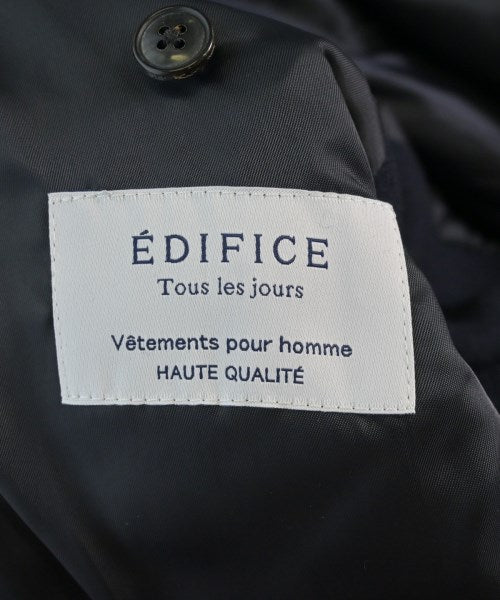 ÉDIFICE
Tous les jours
Vêtements pour homme
HAUTE QUALITÉ